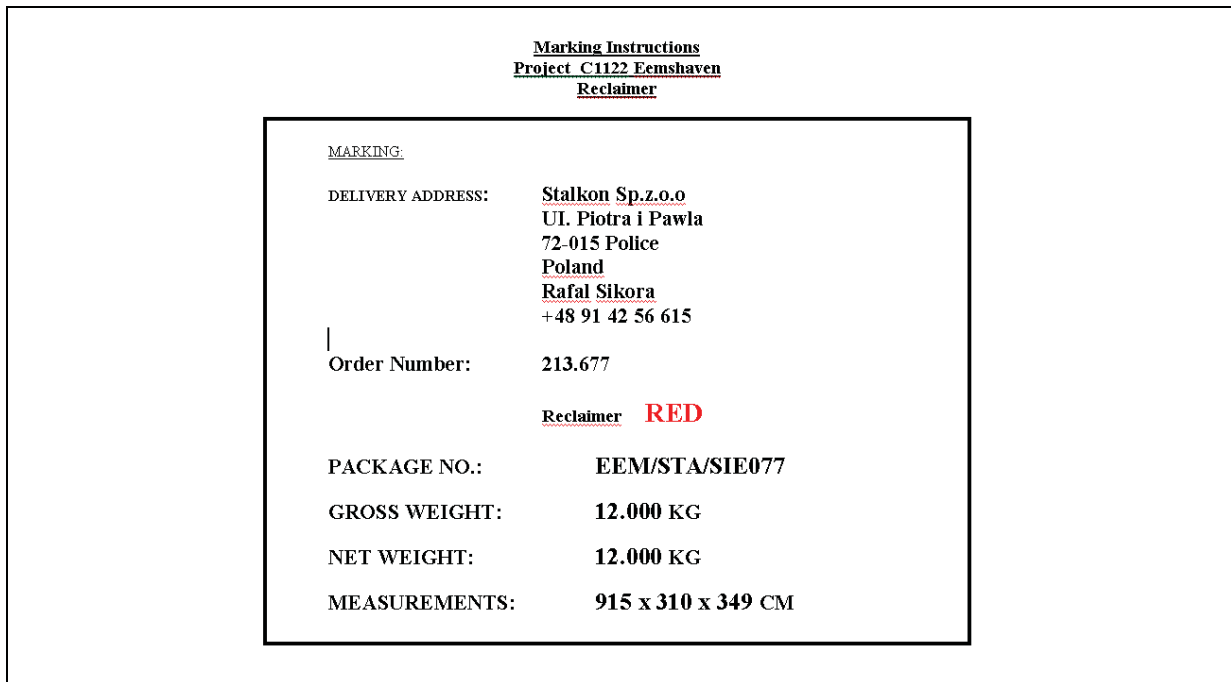 Marking Instructions
Project C1122 Eemshaven
Reclaimer
MARKING:
DELIVERY ADDRESS: Stalkon Sp.z.o.o
UI. Piotra i Pawla
72-015 Police
Poland
Rafal Sikora
+48 91 42 56 615
Order Number: 213.677
Reclaimer RED
PACKAGE NO.: EEM/STA/SIE077
GROSS WEIGHT: 12.000 KG
NET WEIGHT: 12.000 KG
MEASUREMENTS: 915 x 310 x 349 CM